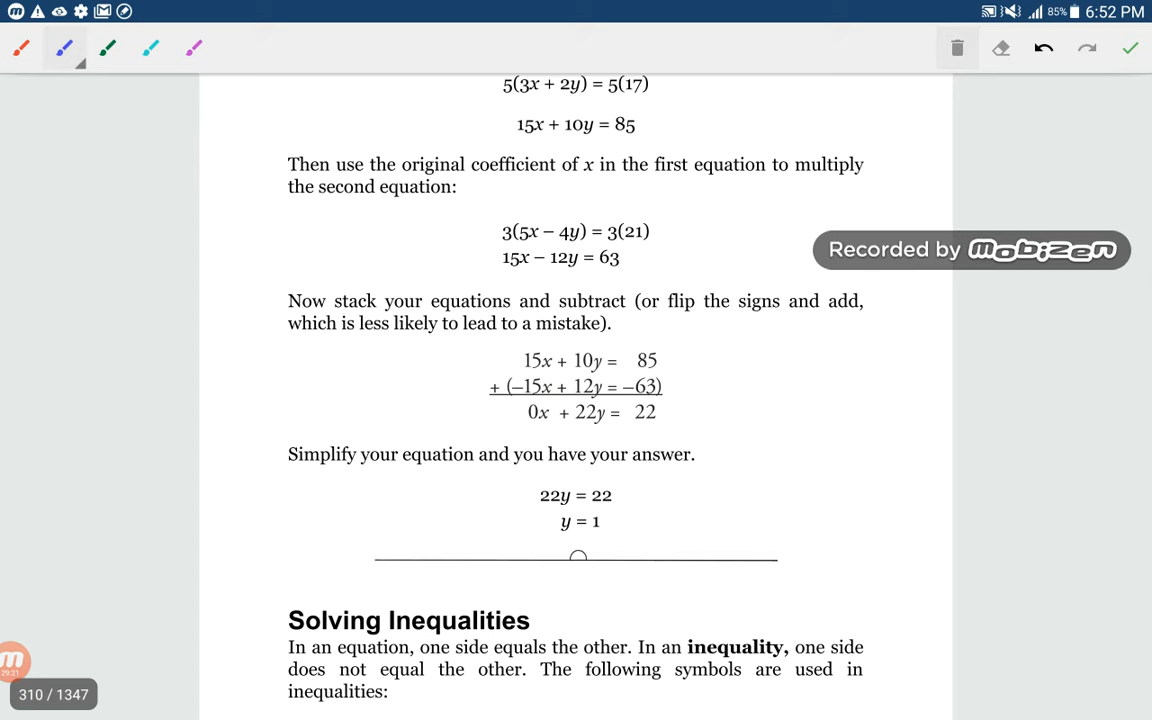 85% 6:52 PM
5(3x + 2y) = 5(17)
15x + 10y = 85
Then use the original coefficient of x in the first equation to multiply
the second equation:
3(5x – 4y) = 3(21)
15x – 12y = 63
Recorded by mobizen
Now stack your equations and subtract (or flip the signs and add,
which is less likely to lead to a mistake).
15x + 10y = 85
+ (–15x + 12y = –63)
0x + 22y = 22
Simplify your equation and you have your answer.
22y = 22
y = 1
Solving Inequalities
In an equation, one side equals the other. In an inequality, one side
does not equal the other. The following symbols are used in
inequalities:
29:21
310 / 1347